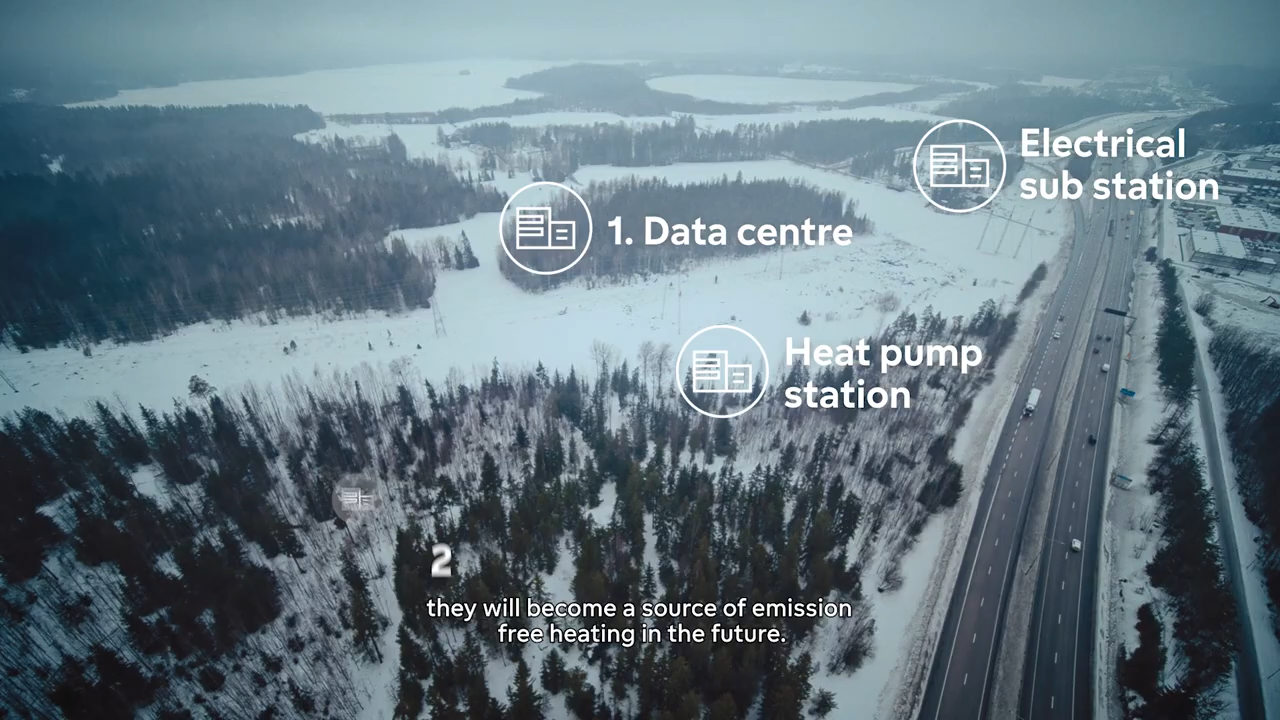 Electrical
sub station
1. Data centre
Heat pump
station
2
they will become a source of emission
free heating in the future.